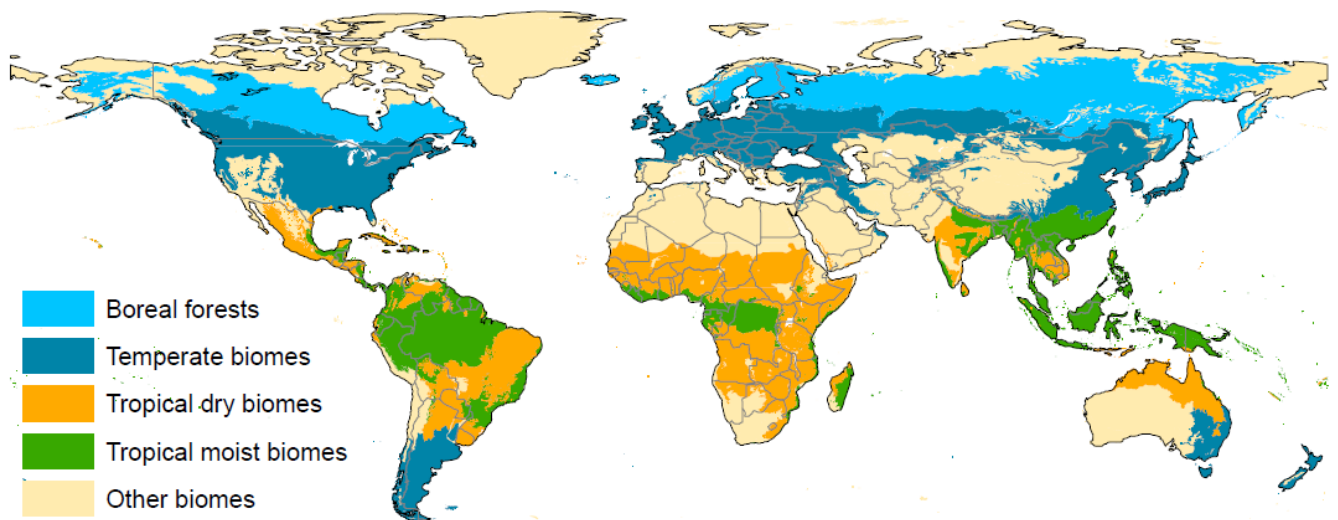 Boreal forests
Temperate biomes
Tropical dry biomes
Tropical moist biomes
Other biomes